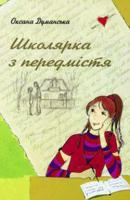 Оксана Думанська
Школярка
з передмістя